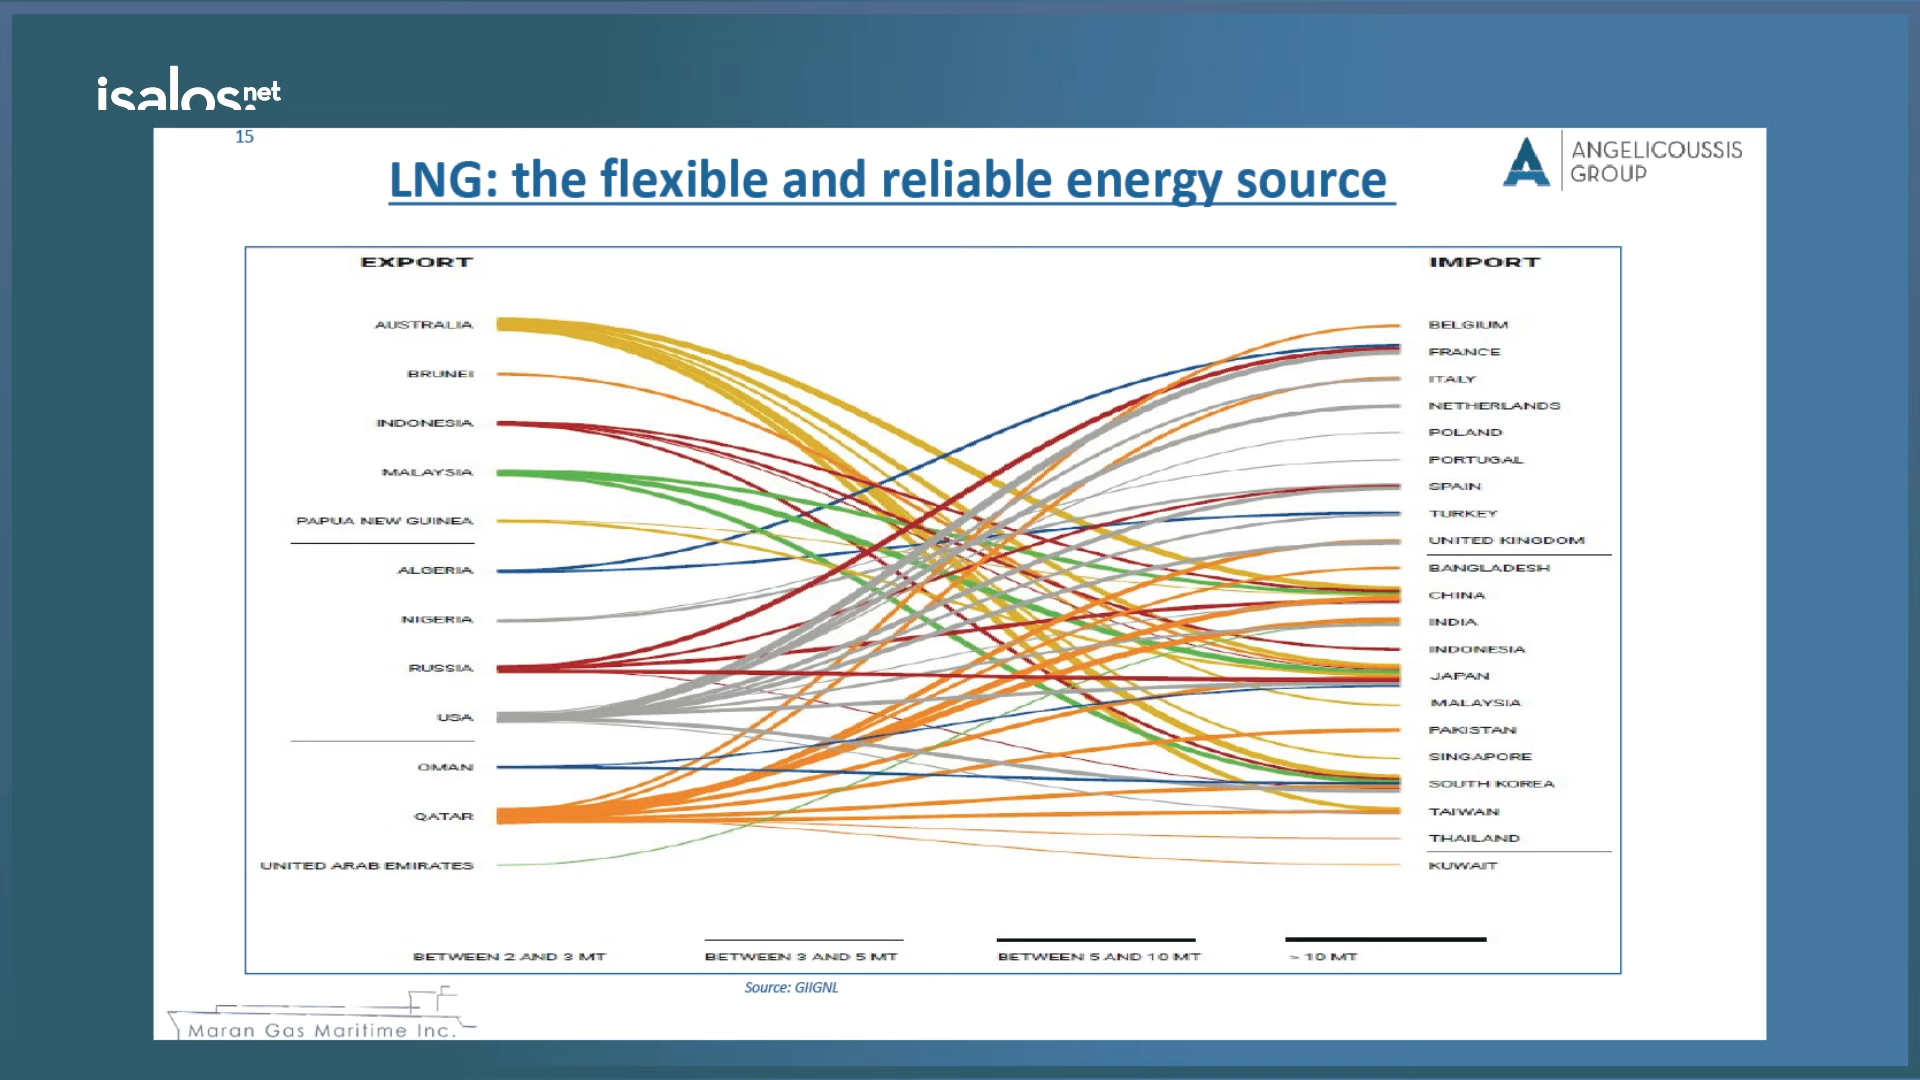 isalos.net
15
LNG: the flexible and reliable energy source
ANGELICOUSSIS
GROUP
EXPORT
IMPORT
AUSTRALIA
BRUNEI
INDONESIA
MALAYSIA
PAPUA NEW GUINEA
ALGERIA
NIGERIA
RUSSIA
USA
OMAN
QATAR
UNITED ARAB EMIRATES
BELGIUM
FRANCE
ITALY
NETHERLANDS
POLAND
PORTUGAL
SPAIN
TURKEY
UNITED KINGDOM
BANGLADESH
CHINA
INDIA
INDONESIA
JAPAN
MALAYSIA
PAKISTAN
SINGAPORE
SOUTH KOREA
TAIWAN
THAILAND
KUWAIT
BETWEEN 2 AND 3 MT
BETWEEN 3 AND 5 MT
BETWEEN 5 AND 10 MT
> 10 MT
Source: GIIGNL
Maran Gas Maritime Inc.